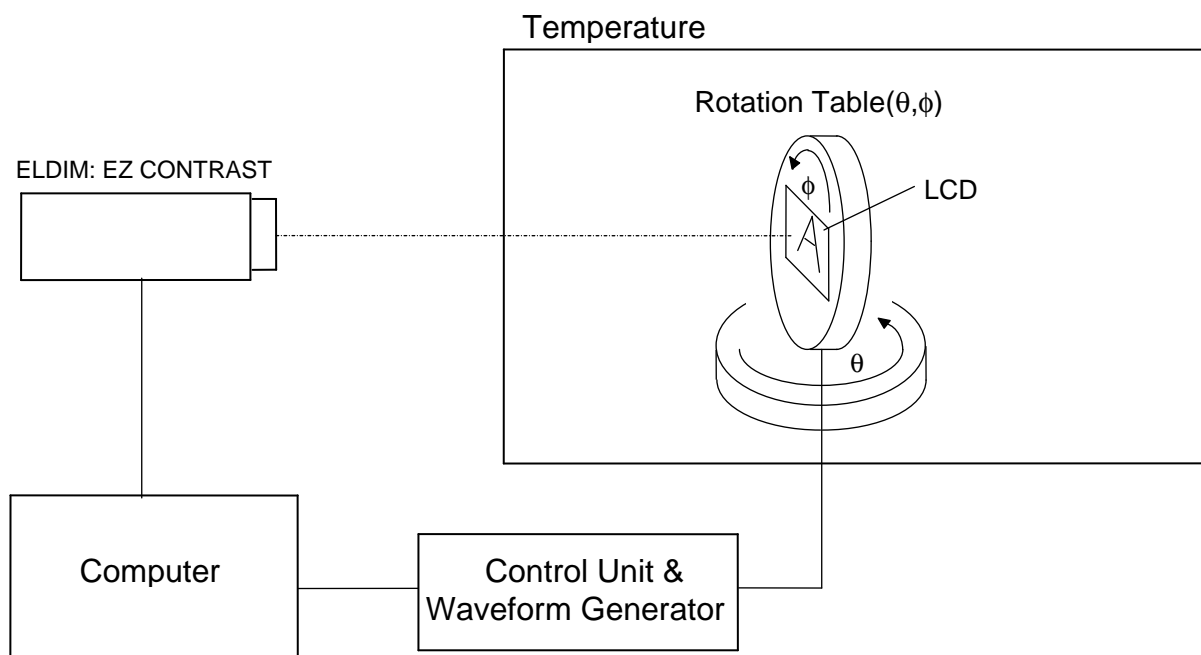 Temperature
Rotation Table(θ,ϕ)
ELDIM: EZ CONTRAST
ϕ
LCD
A
θ
Computer
Control Unit &
Waveform Generator